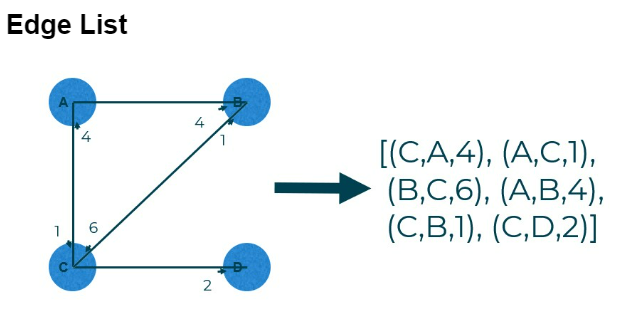 Edge List
A
B
4
4
1
1
6
C
D
2
[(C,A,4), (A,C,1),
(B,C,6), (A,B,4),
(C,B,1), (C,D,2)]